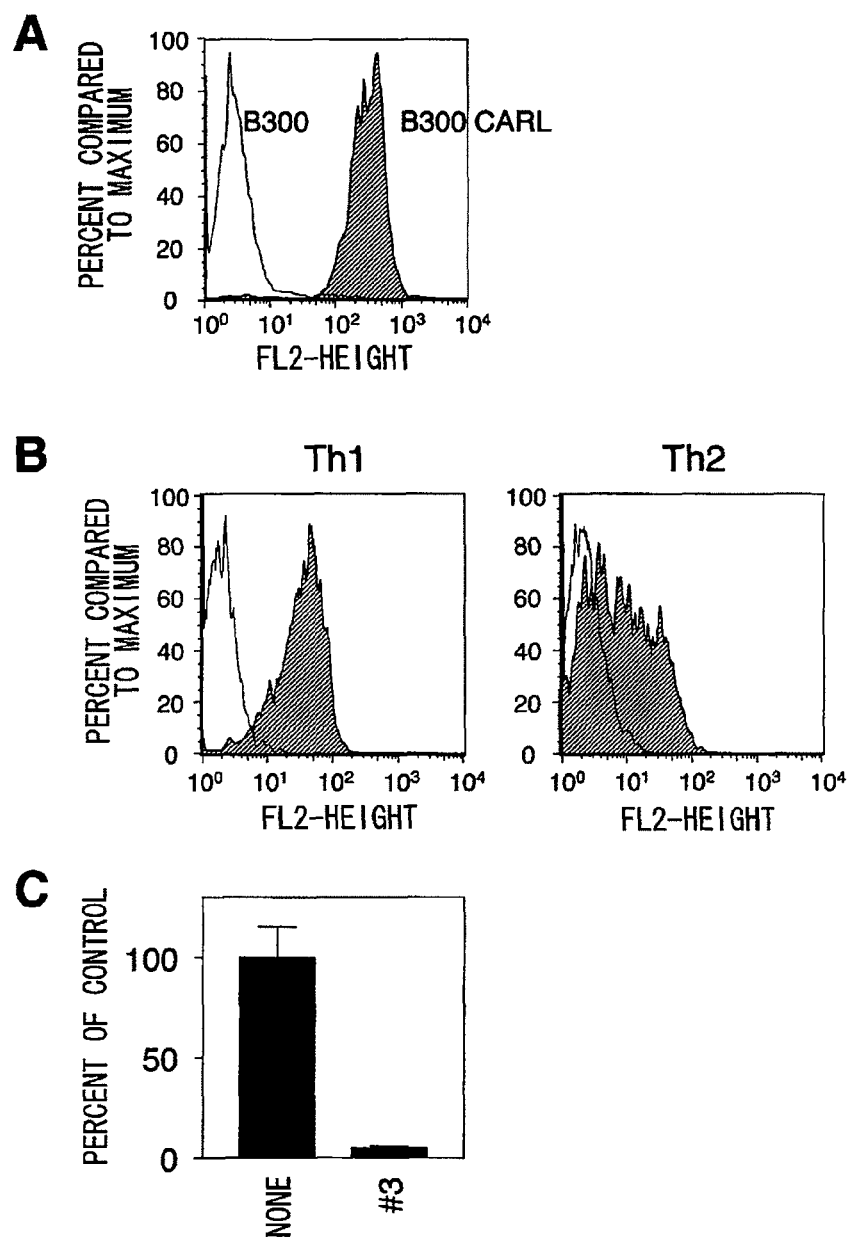 A
PERCENT COMPARED
TO MAXIMUM
100
80
60
40
20
0
B300
B300 CARL
10⁰ 10¹ 10² 10³ 10⁴
FL2-HEIGHT
B
Th1
PERCENT COMPARED
TO MAXIMUM
100
80
60
40
20
0
10⁰ 10¹ 10² 10³ 10⁴
FL2-HEIGHT
Th2
100
80
60
40
20
0
10⁰ 10¹ 10² 10³ 10⁴
FL2-HEIGHT
C
PERCENT OF CONTROL
100
50
0
NONE
#3